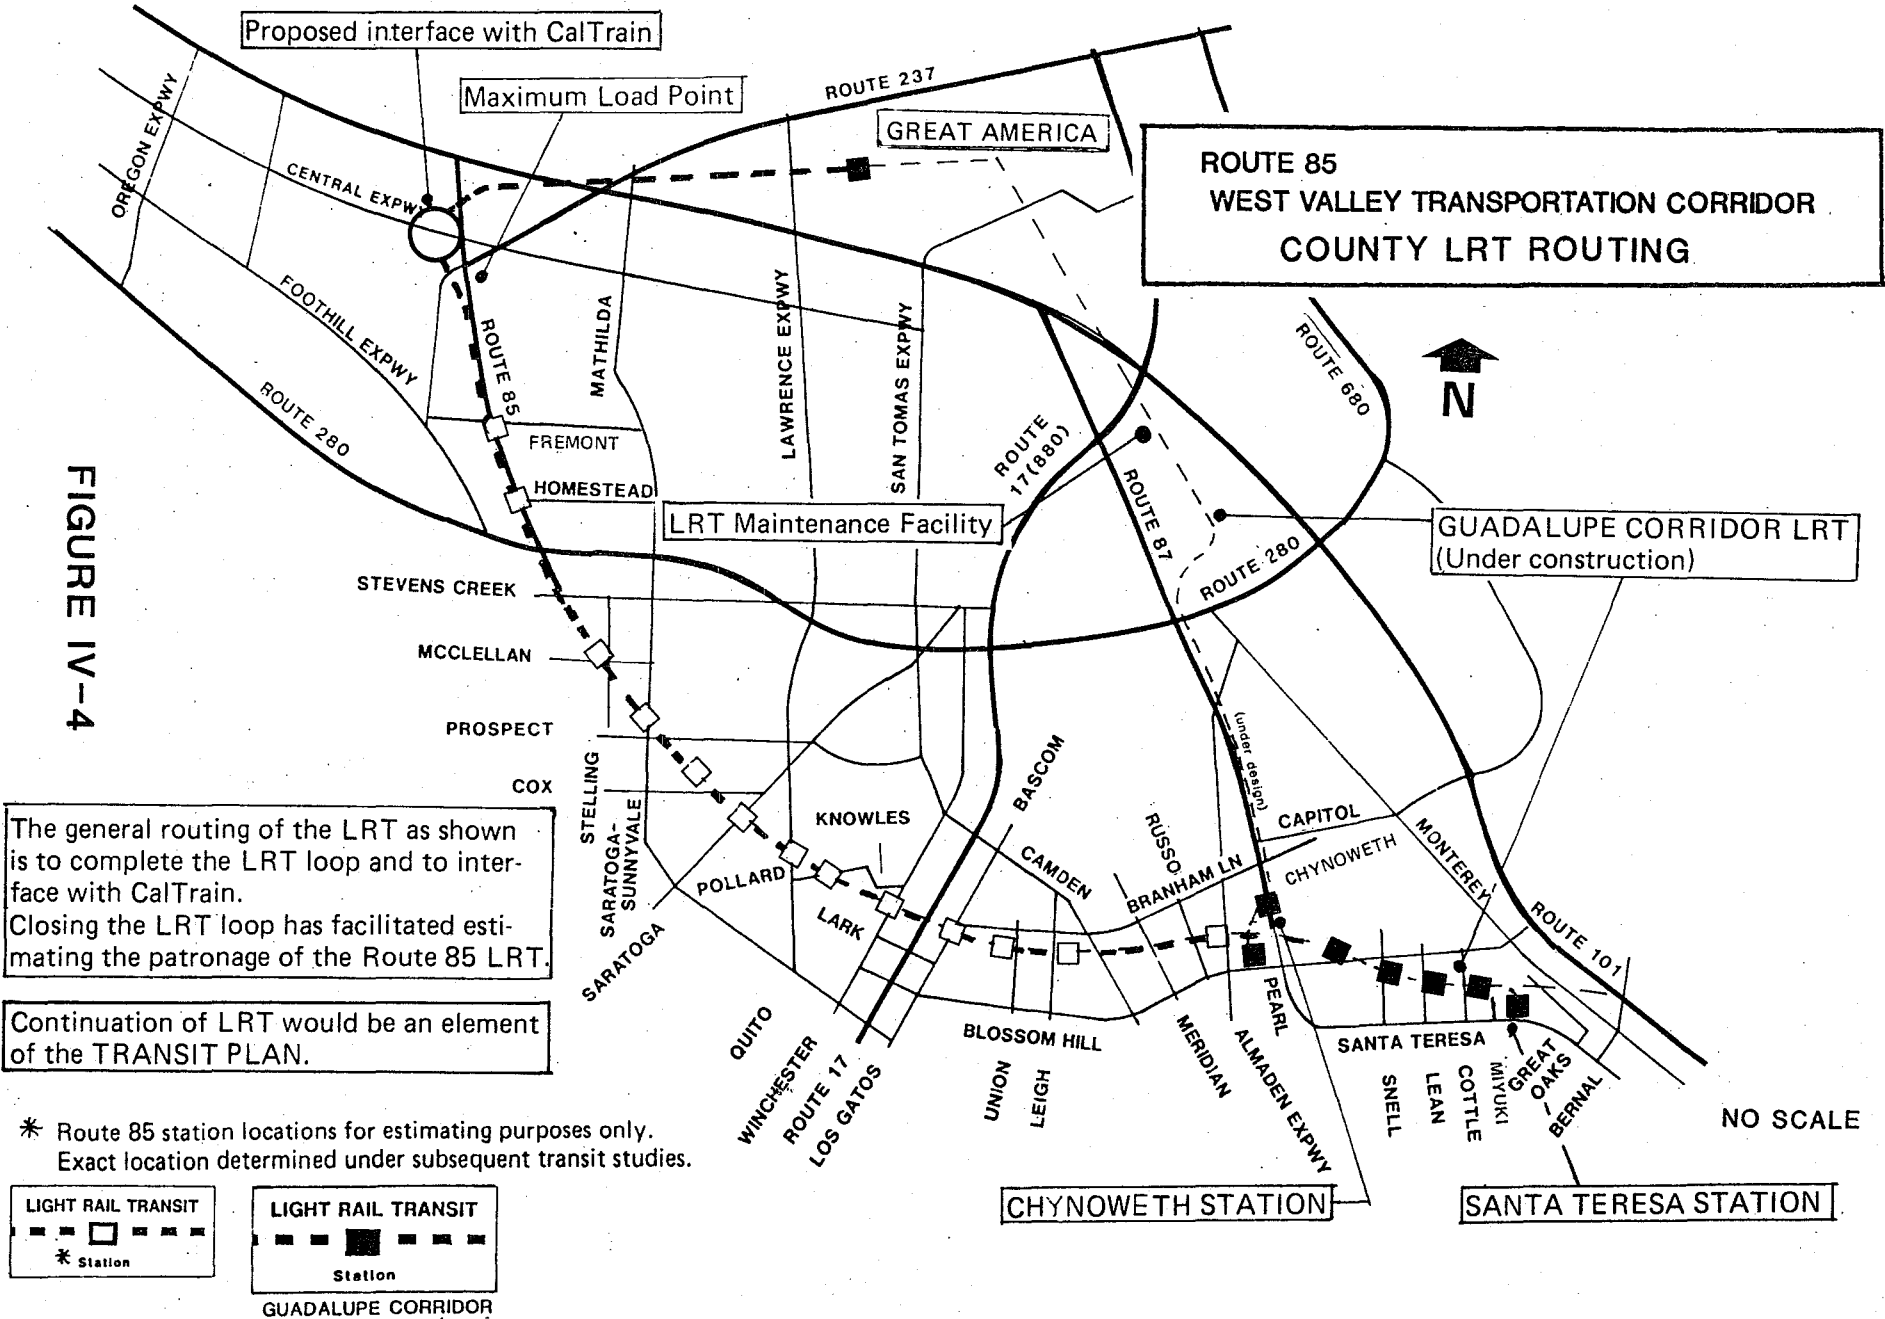 Proposed interface with CalTrain
Maximum Load Point
ROUTE 237
GREAT AMERICA
ROUTE 85
WEST VALLEY TRANSPORTATION CORRIDOR
COUNTY LRT ROUTING
OREGON EXPWY
CENTRAL EXPWY
FOOTHILL EXPWY
ROUTE 280
ROUTE 85
MATHILDA
LAWRENCE EXPWY
SAN TOMAS EXPWY
ROUTE
17(880)
ROUTE 87
ROUTE 680
N
FREMONT
HOMESTEAD
LRT Maintenance Facility
GUADALUPE CORRIDOR LRT
(Under construction)
ROUTE 280
FIGURE IV-4
STEVENS CREEK
MCCLELLAN
PROSPECT
COX
STELLING
SARATOGA-
SUNNYVALE
SARATOGA
KNOWLES
POLLARD
LARK
BASCOM
CAMDEN
RUSSO
BRANHAM LN
(under design)
CAPITOL
CHYNOWETH
MONTEREY
ROUTE 101
The general routing of the LRT as shown
is to complete the LRT loop and to inter-
face with CalTrain.
Closing the LRT loop has facilitated esti-
mating the patronage of the Route 85 LRT.
Continuation of LRT would be an element
of the TRANSIT PLAN.
QUITO
WINCHESTER
ROUTE 17
LOS GATOS
BLOSSOM HILL
UNION
LEIGH
MERIDIAN
ALMADEN EXPWY
PEARL
SANTA TERESA
SNELL
LEAN
COTTLE
MIYUKI
GREAT
OAKS
BERNAL
NO SCALE
* Route 85 station locations for estimating purposes only.
Exact location determined under subsequent transit studies.
LIGHT RAIL TRANSIT
* Station
LIGHT RAIL TRANSIT
Station
GUADALUPE CORRIDOR
CHYNOWETH STATION
SANTA TERESA STATION